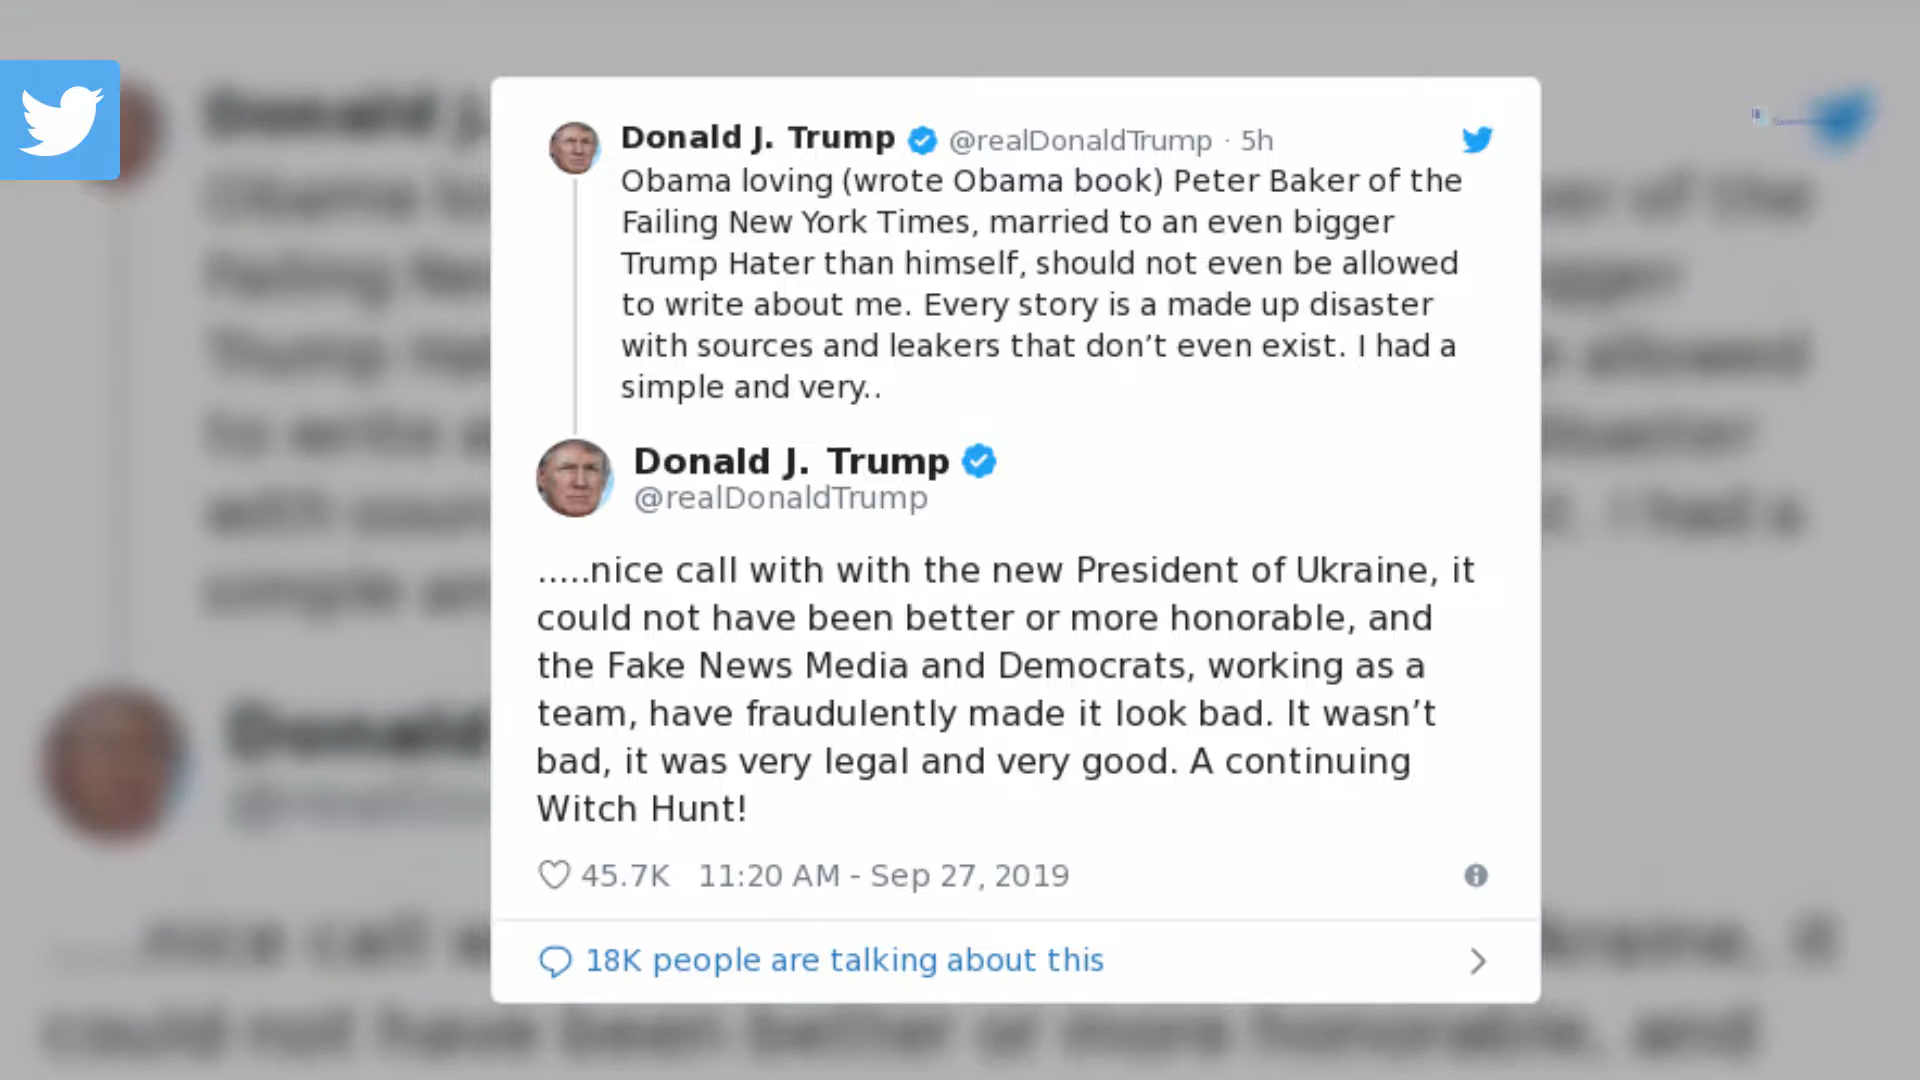 Donald J. Trump @realDonaldTrump · 5h
Obama loving (wrote Obama book) Peter Baker of the
Failing New York Times, married to an even bigger
Trump Hater than himself, should not even be allowed
to write about me. Every story is a made up disaster
with sources and leakers that don’t even exist. I had a
simple and very..
Donald J. Trump
@realDonaldTrump
.....nice call with with the new President of Ukraine, it
could not have been better or more honorable, and
the Fake News Media and Democrats, working as a
team, have fraudulently made it look bad. It wasn’t
bad, it was very legal and very good. A continuing
Witch Hunt!
45.7K 11:20 AM - Sep 27, 2019
18K people are talking about this